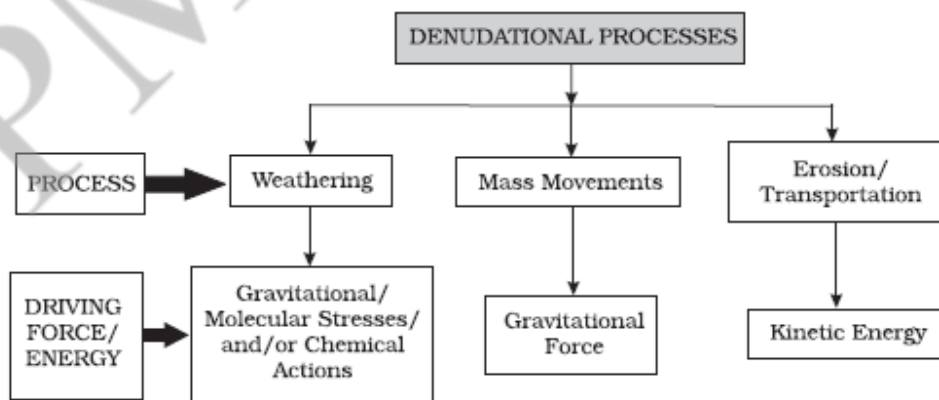 DENUDATIONAL PROCESSES
PROCESS
Weathering
Mass Movements
Erosion/
Transportation
DRIVING
FORCE/
ENERGY
Gravitational/
Molecular Stresses/
and/or Chemical
Actions
Gravitational
Force
Kinetic Energy